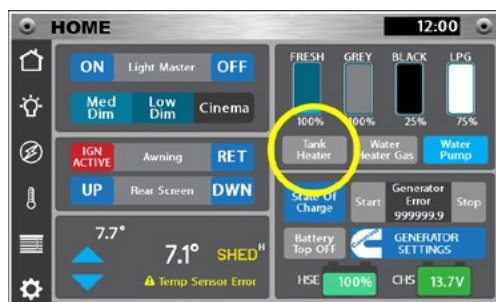 HOME
12:00
ON Light Master OFF
Med Dim
Low Dim
Cinema
IGN ACTIVE
Awning
RET
UP Rear Screen DWN
7.7°
7.1° SHED H
Temp Sensor Error
FRESH GREY BLACK LPG
100% 100% 25% 75%
Tank Heater
Water Heater Gas
Water Pump
State Of Charge
Start
Generator Error 999999.9
Stop
Battery Top OFF
GENERATOR SETTINGS
HSE 100% CHS 13.7V